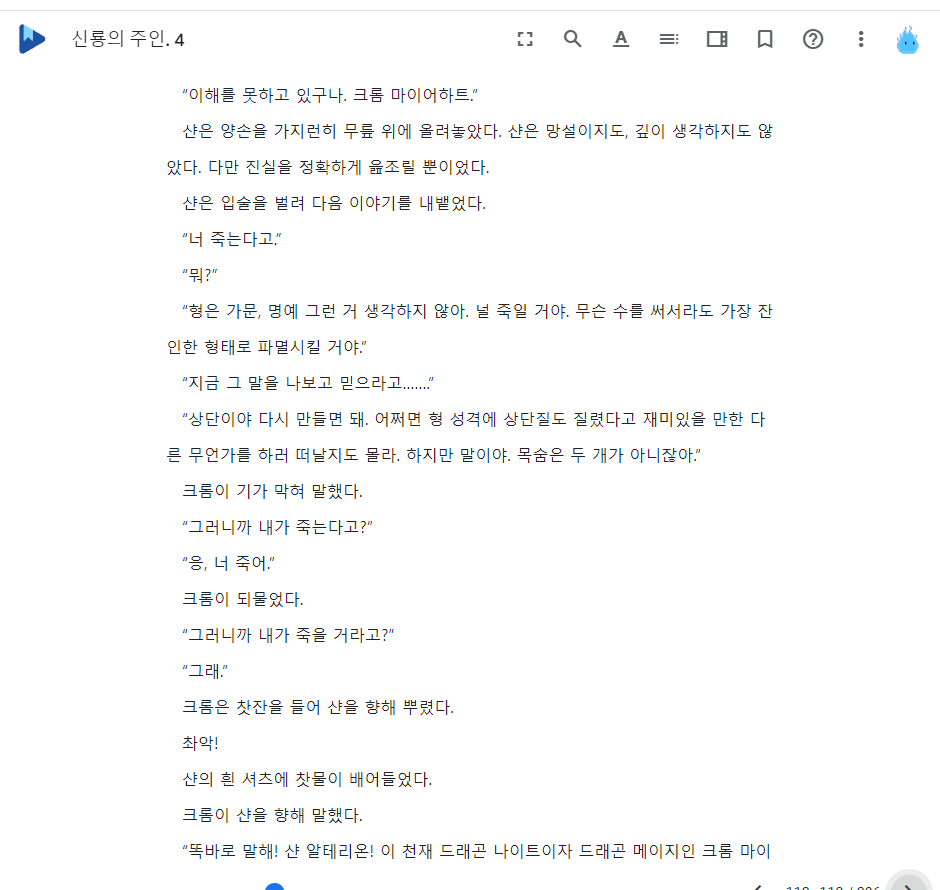 신룡의 주인. 4
“이해를 못하고 있구나. 크롬 마이어하트.”
샨은 양손을 가지런히 무릎 위에 올려놓았다. 샨은 망설이지도, 깊이 생각하지도 않
았다. 다만 진실을 정확하게 읊조릴 뿐이었다.
샨은 입술을 벌려 다음 이야기를 내뱉었다.
“너 죽는다고.”
“뭐?”
“형은 가문, 명예 그런 거 생각하지 않아. 널 죽일 거야. 무슨 수를 써서라도 가장 잔
인한 형태로 파멸시킬 거야.”
“지금 그 말을 나보고 믿으라고…….”
“상단이야 다시 만들면 돼. 어쩌면 형 성격에 상단질도 질렸다고 재미있을 만한 다
른 무언가를 하러 떠날지도 몰라. 하지만 말이야. 목숨은 두 개가 아니잖아.”
크롬이 기가 막혀 말했다.
“그러니까 내가 죽는다고?”
“응, 너 죽어.”
크롬이 되물었다.
“그러니까 내가 죽을 거라고?”
“그래.”
크롬은 찻잔을 들어 샨을 향해 뿌렸다.
촤악!
샨의 흰 셔츠에 찻물이 배어들었다.
크롬이 샨을 향해 말했다.
“똑바로 말해! 샨 알테리온! 이 천재 드래곤 나이트이자 드래곤 메이지인 크롬 마이